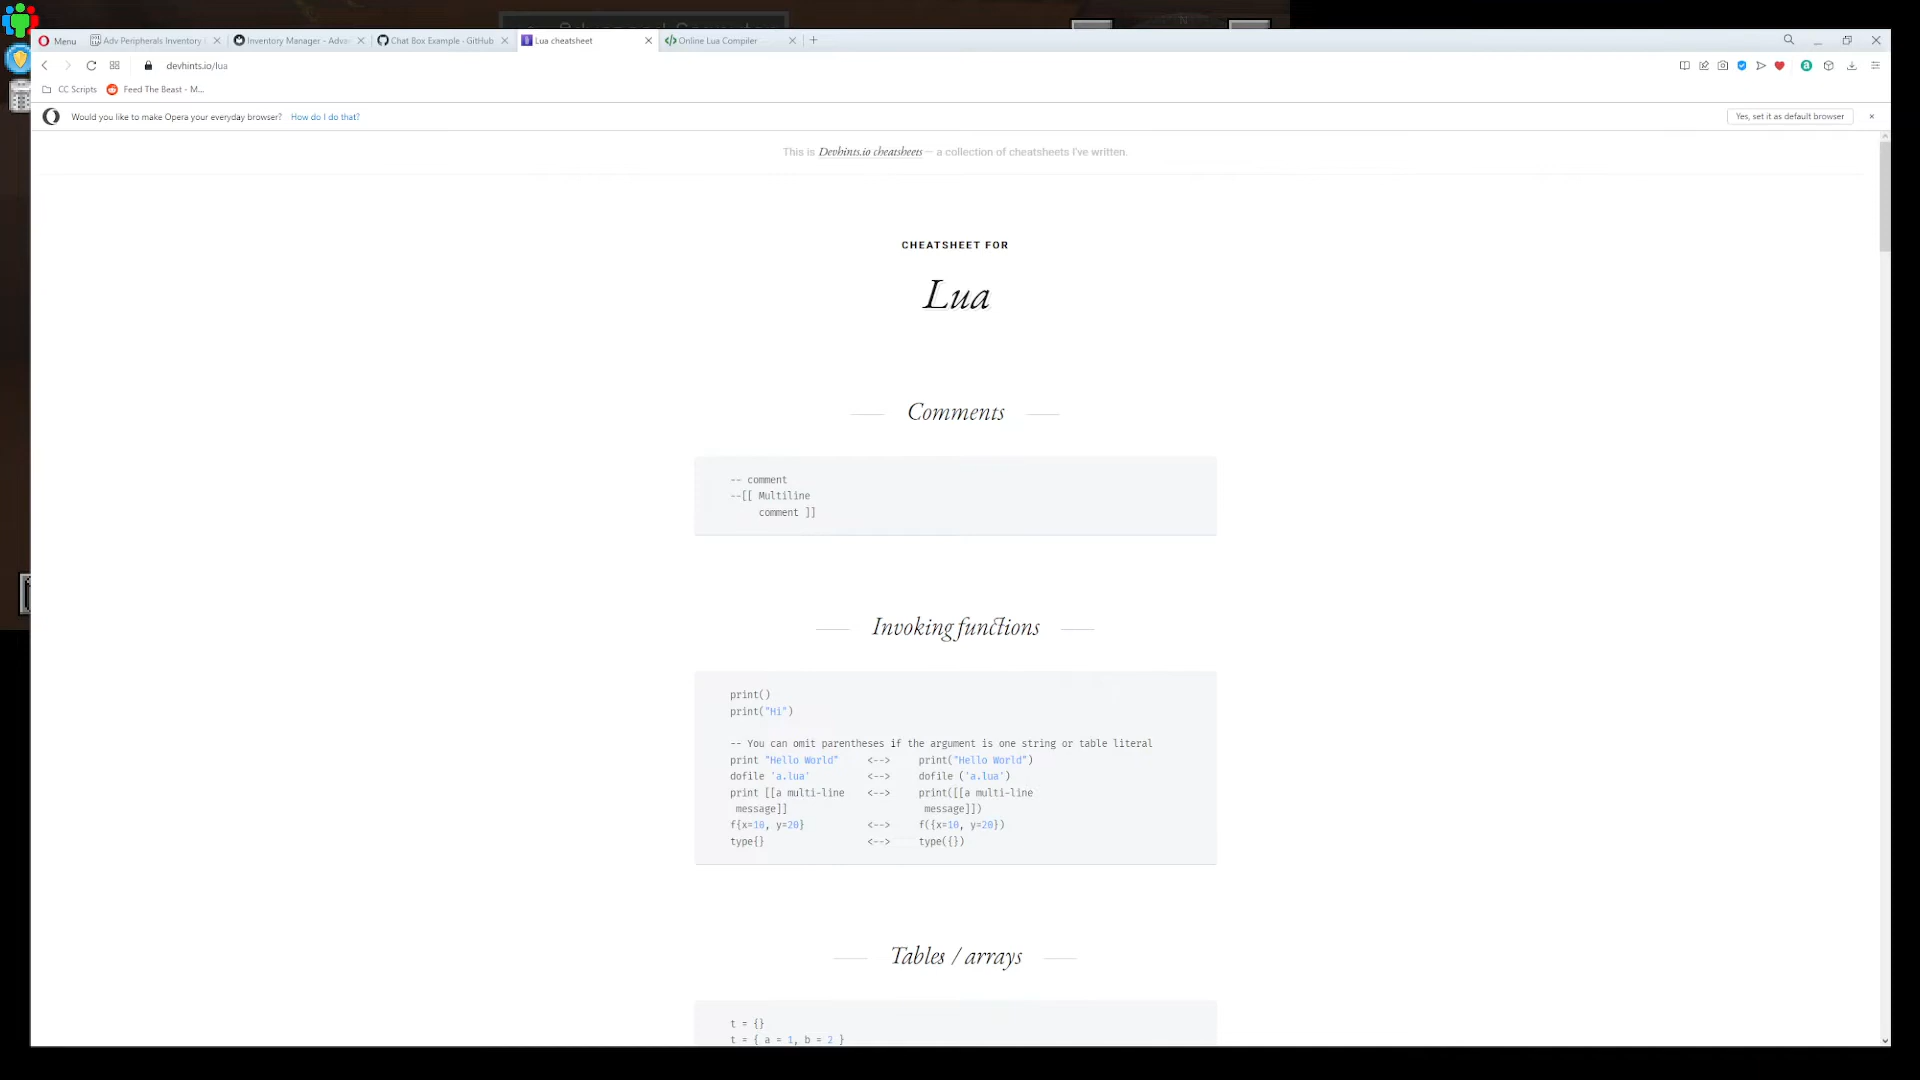 Menu
Adv Peripherals Inventory
Inventory Manager - Adva
Chat Box Example · GitHub
Lua cheatsheet
Online Lua Compiler
devhints.io/lua
CC Scripts
Feed The Beast - M...
Would you like to make Opera your everyday browser? How do I do that?
Yes, set it as default browser
This is Devhints.io cheatsheets — a collection of cheatsheets I've written.
CHEATSHEET FOR
Lua
Comments
-- comment
--[[ Multiline
comment ]]
Invoking functions
print()
print("Hi")
-- You can omit parentheses if the argument is one string or table literal
print "Hello World" <--> print("Hello World")
dofile 'a.lua' <--> dofile ('a.lua')
print [[a multi-line <--> print([[a multi-line
message]] message]])
f{x=10, y=20} <--> f({x=10, y=20})
type{} <--> type({})
Tables / arrays
t = {}
t = { a = 1, b = 2 }